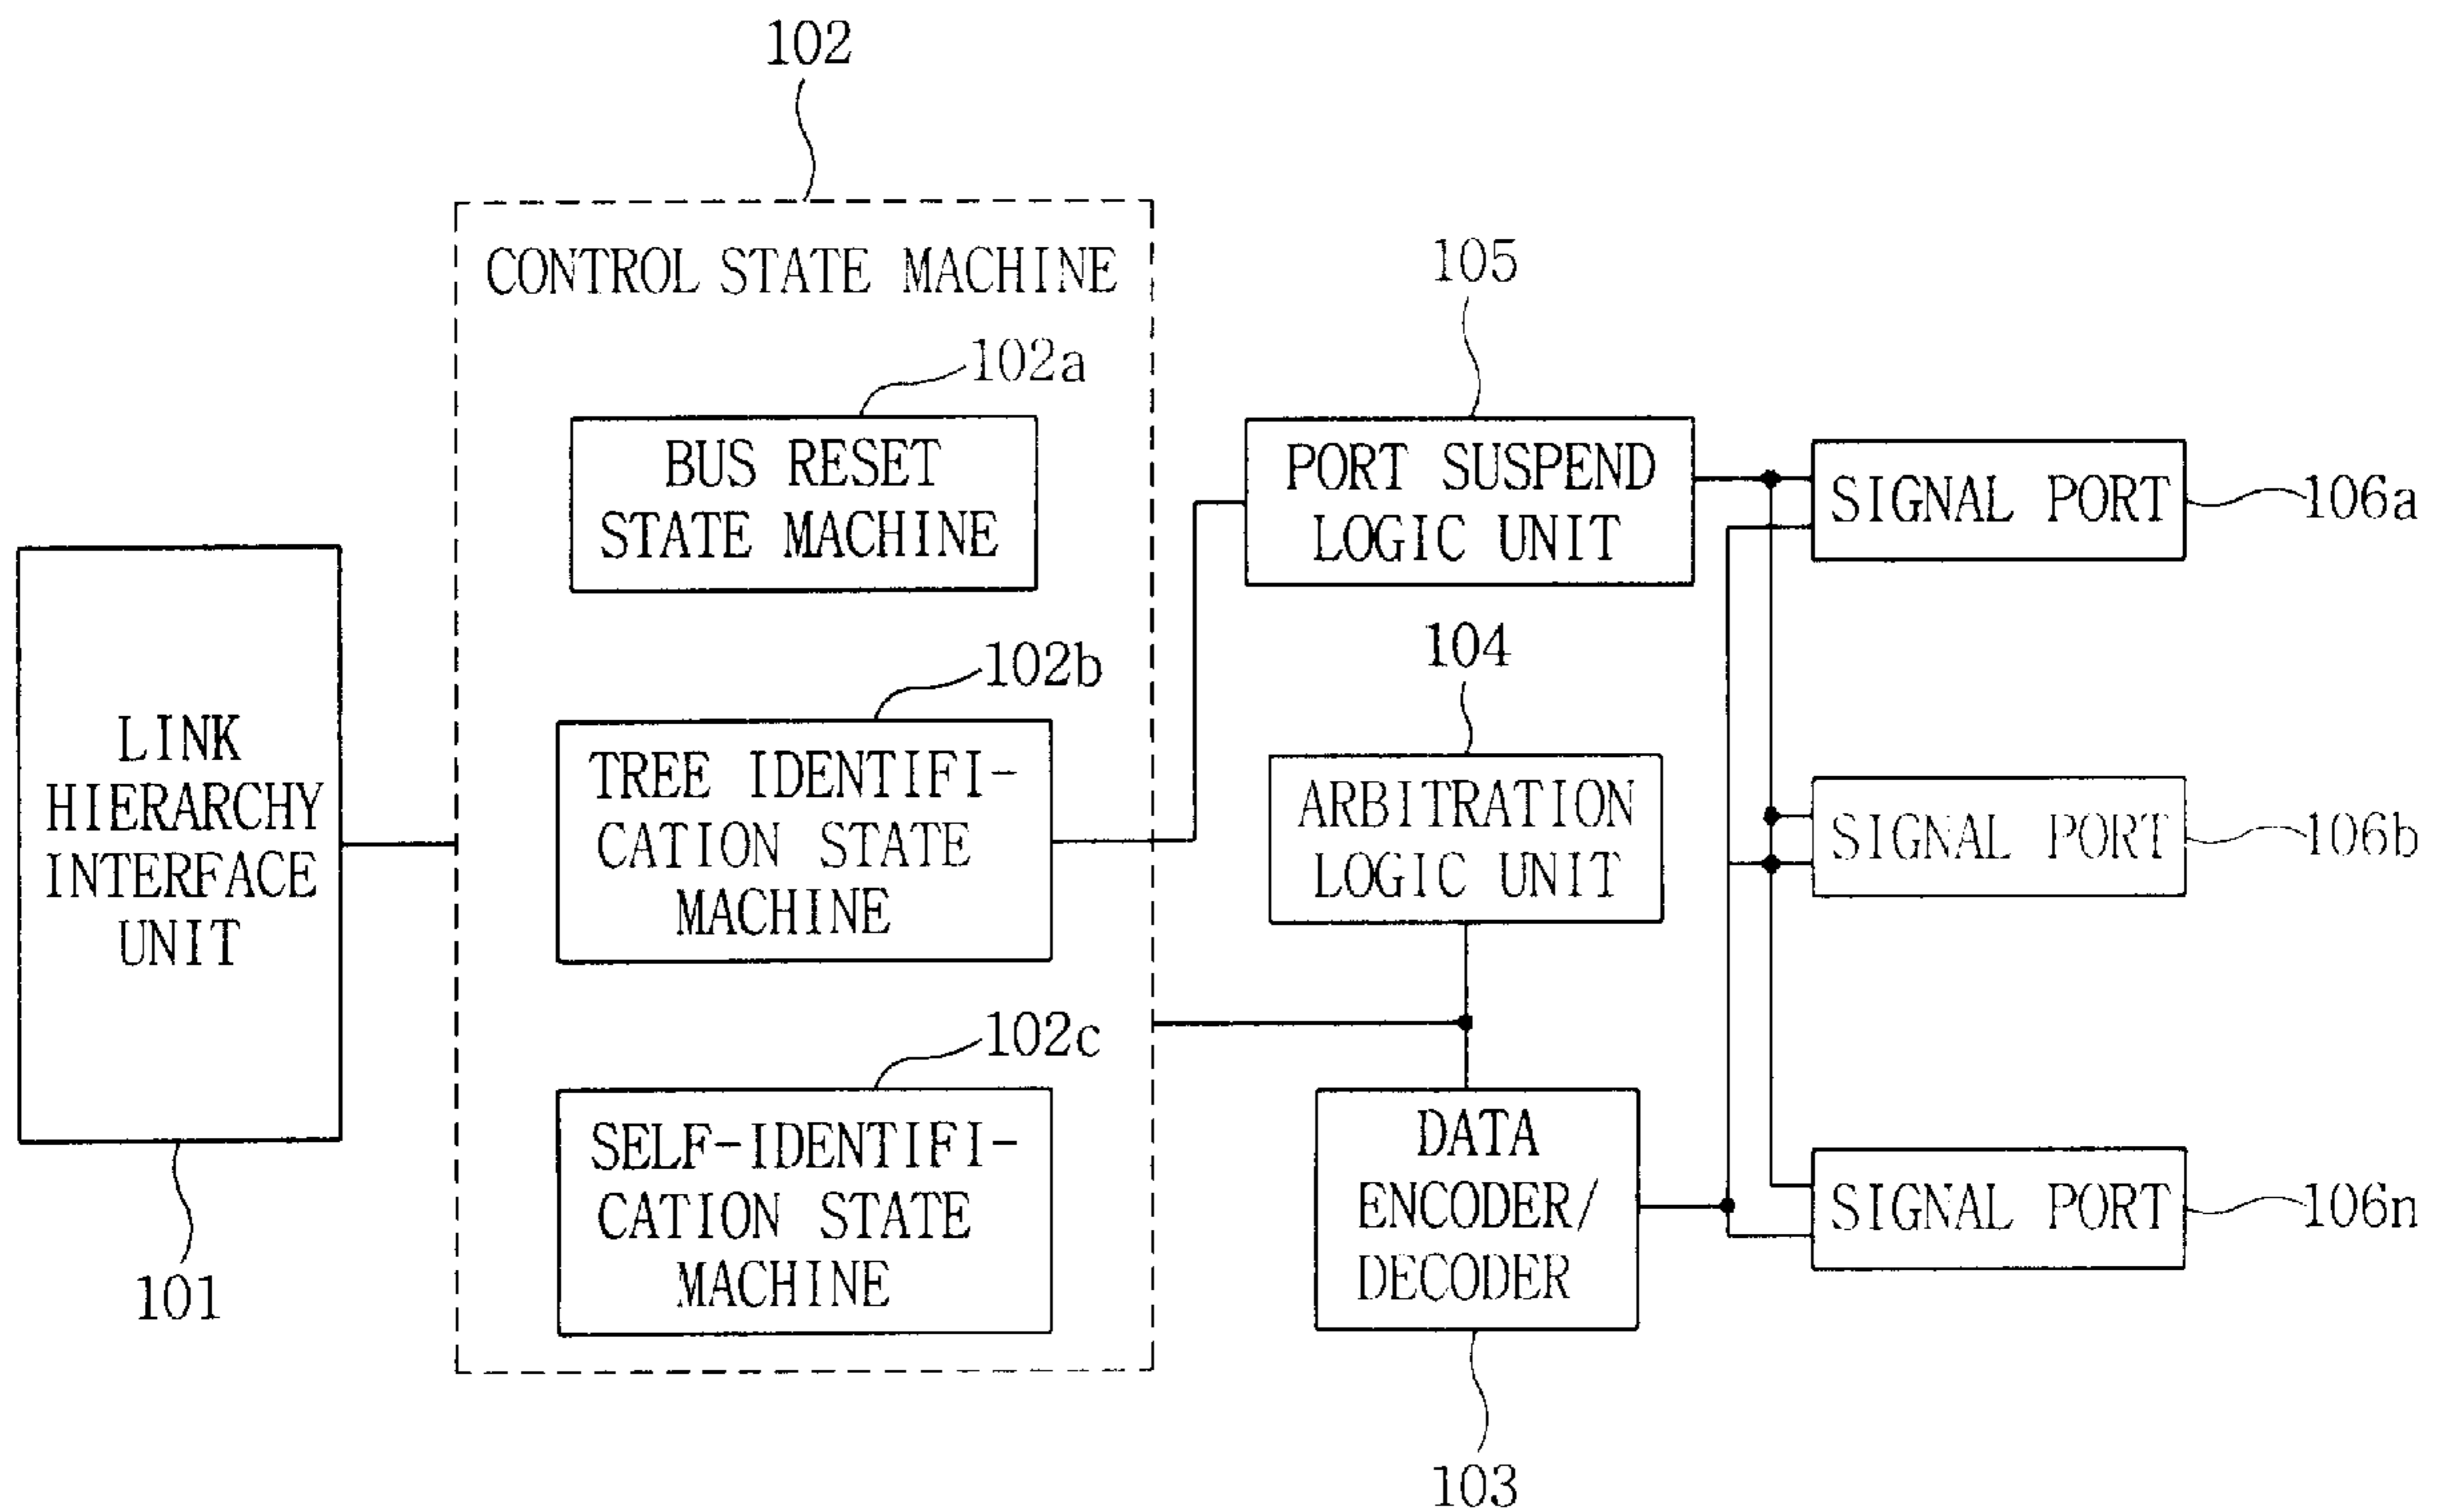 102
CONTROL STATE MACHINE
102a
BUS RESET
STATE MACHINE
102b
TREE IDENTIFI-
CATION STATE
MACHINE
102c
SELF-IDENTIFI-
CATION STATE
MACHINE
LINK
HIERARCHY
INTERFACE
UNIT
101
105
PORT SUSPEND
LOGIC UNIT
104
ARBITRATION
LOGIC UNIT
DATA
ENCODER/
DECODER
103
SIGNAL PORT
106a
SIGNAL PORT
106b
SIGNAL PORT
106n